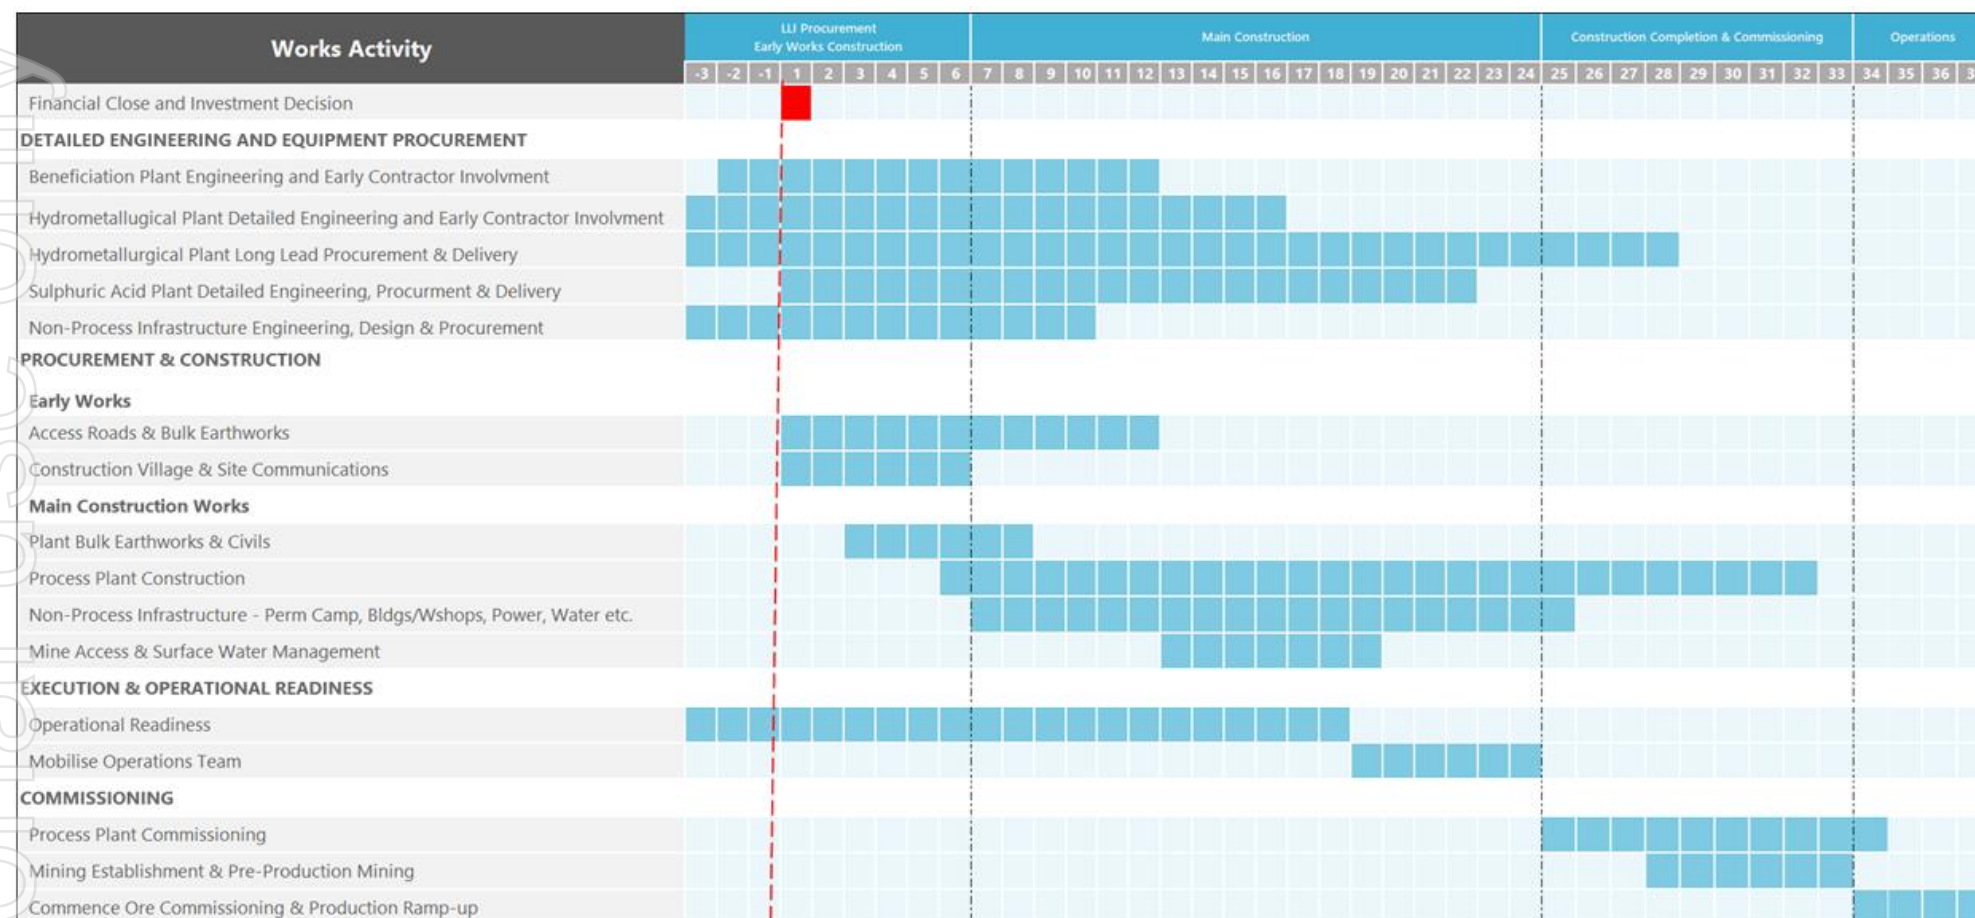 Works Activity
LLI Procurement
Early Works Construction
Main Construction
Construction Completion & Commissioning
Operations
-3 -2 -1 1 2 3 4 5 6 7 8 9 10 11 12 13 14 15 16 17 18 19 20 21 22 23 24 25 26 27 28 29 30 31 32 33 34 35 36
Financial Close and Investment Decision
DETAILED ENGINEERING AND EQUIPMENT PROCUREMENT
Beneficiation Plant Engineering and Early Contractor Involvment
Hydrometallugical Plant Detailed Engineering and Early Contractor Involvment
Hydrometallurgical Plant Long Lead Procurement & Delivery
Sulphuric Acid Plant Detailed Engineering, Procurment & Delivery
Non-Process Infrastructure Engineering, Design & Procurement
PROCUREMENT & CONSTRUCTION
Early Works
Access Roads & Bulk Earthworks
Construction Village & Site Communications
Main Construction Works
Plant Bulk Earthworks & Civils
Process Plant Construction
Non-Process Infrastructure - Perm Camp, Bldgs/Wshops, Power, Water etc.
Mine Access & Surface Water Management
EXECUTION & OPERATIONAL READINESS
Operational Readiness
Mobilise Operations Team
COMMISSIONING
Process Plant Commissioning
Mining Establishment & Pre-Production Mining
Commence Ore Commissioning & Production Ramp-up